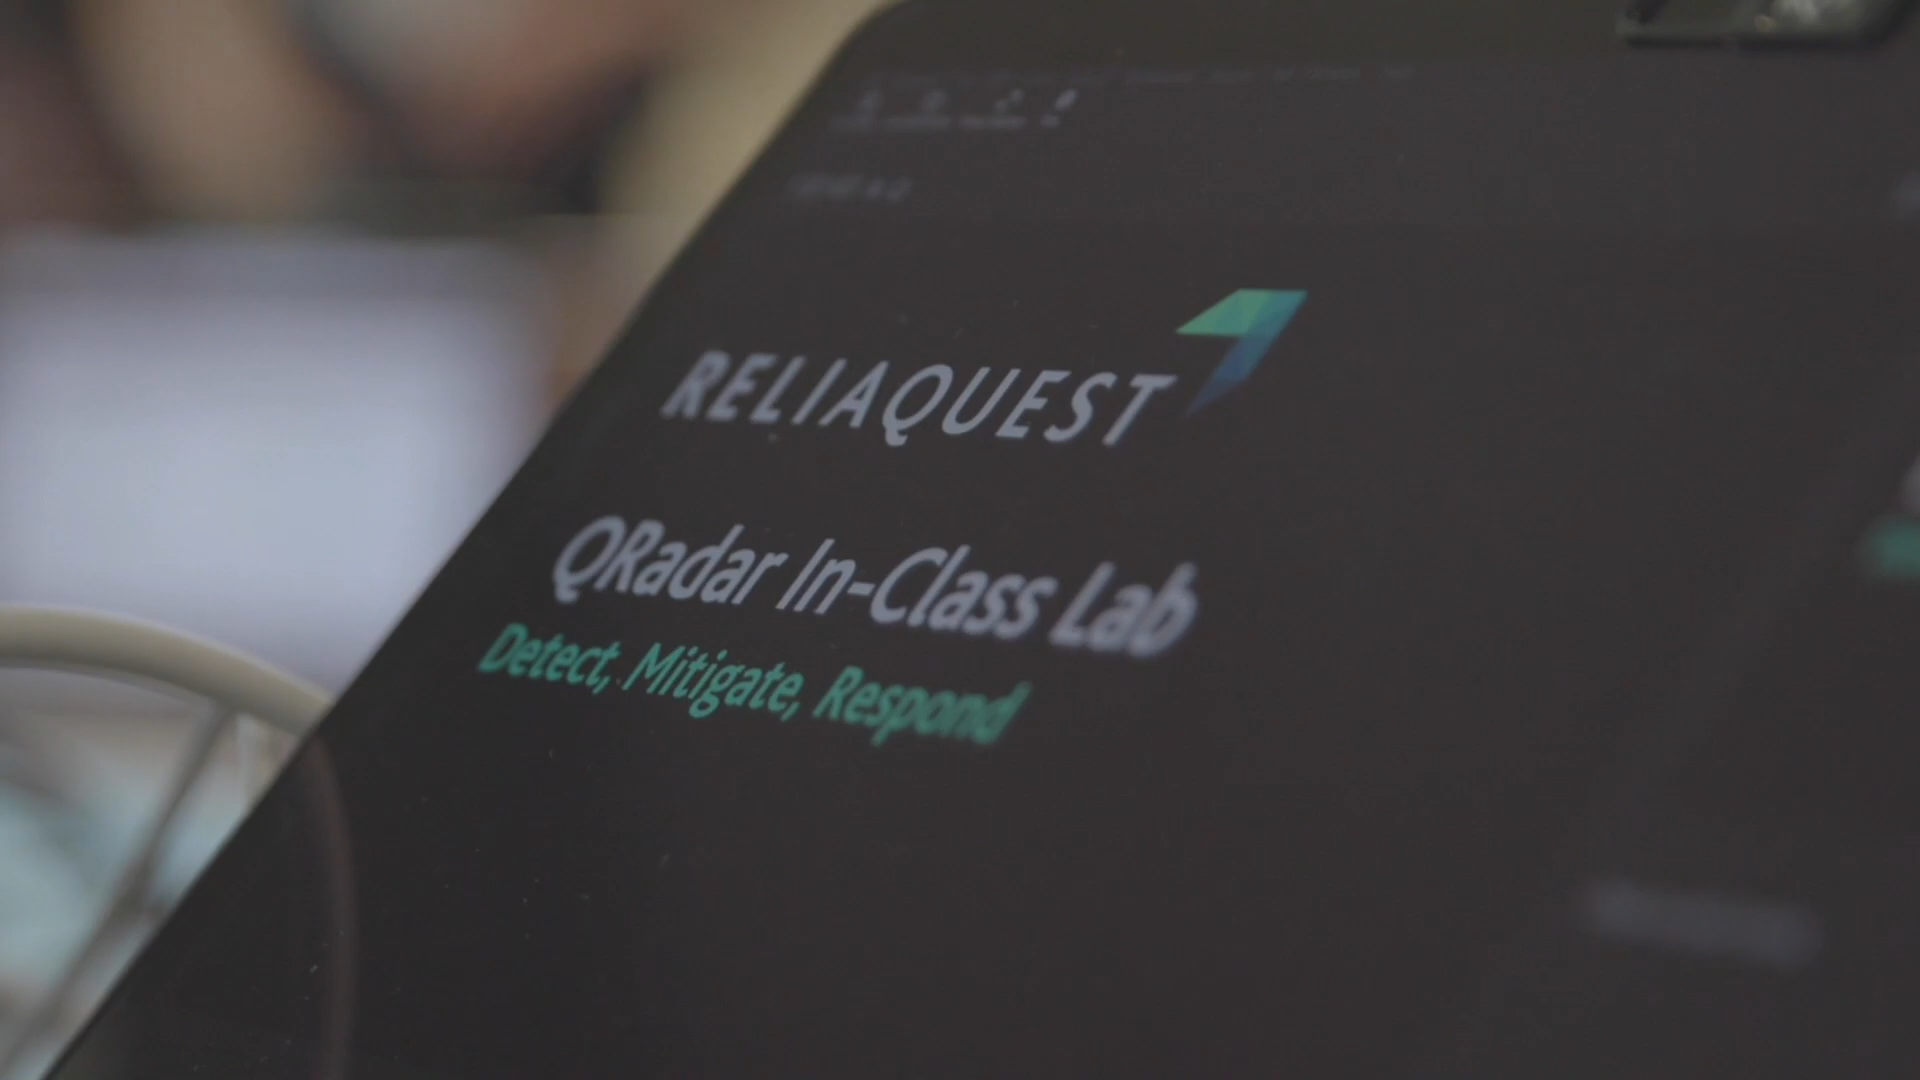 RELIAQUEST
QRadar In-Class Lab
Detect, Mitigate, Respond